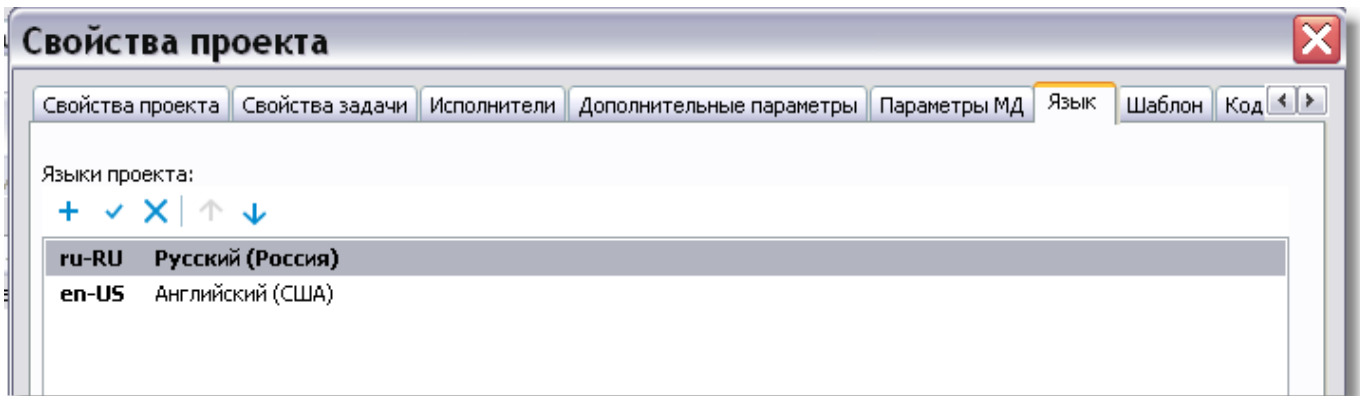 Свойства проекта
Свойства проекта Свойства задачи Исполнители Дополнительные параметры Параметры МД Язык Шаблон Код
Языки проекта:
ru-RU Русский (Россия)
en-US Английский (США)